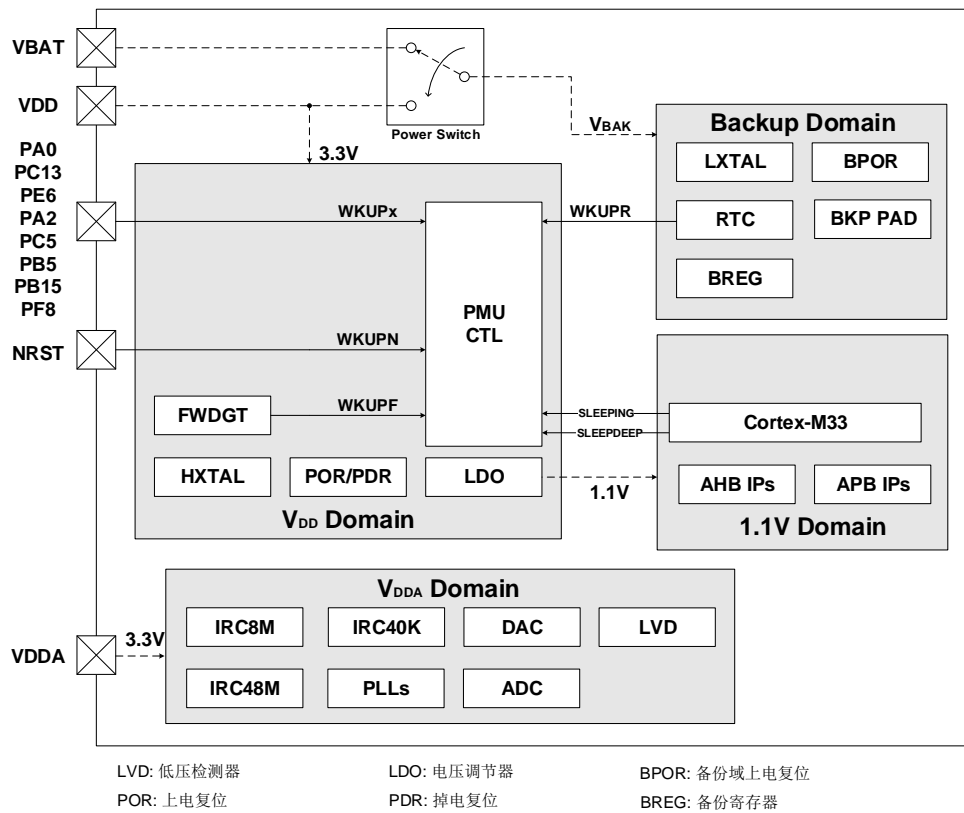 VBAT
VDD
Power Switch
VBAK
3.3V
PA0
PC13
PE6
PA2
PC5
PB5
PB15
PF8
NRST
WKUPx
WKUPN
FWDGT
WKUPF
PMU
CTL
HXTAL
POR/PDR
LDO
VDD Domain
1.1V
WKUPR
Backup Domain
LXTAL
BPOR
RTC
BKP PAD
BREG
SLEEPING
SLEEPDEEP
Cortex-M33
AHB IPs
APB IPs
1.1V Domain
VDDA
3.3V
VDDA Domain
IRC8M
IRC40K
DAC
LVD
IRC48M
PLLs
ADC
LVD: 低压检测器
LDO: 电压调节器
BPOR: 备份域上电复位
POR: 上电复位
PDR: 掉电复位
BREG: 备份寄存器